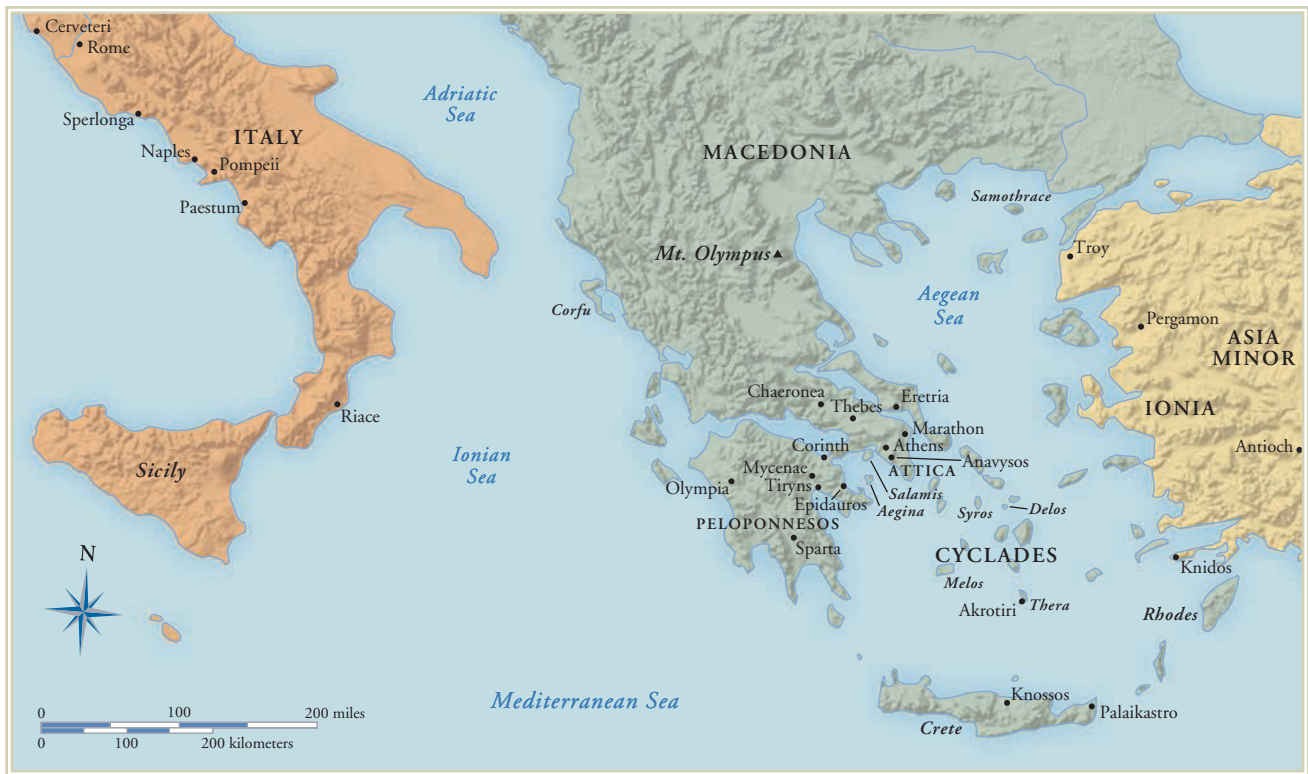 Cerveteri
Rome
Sperlonga
ITALY
Naples
Pompeii
Paestum
Adriatic
Sea
MACEDONIA
Samothrace
Mt. Olympus
Troy
Corfu
Aegean
Sea
Pergamon
ASIA
MINOR
IONIA
Antioch
Riace
Sicily
Ionian
Sea
Chaeronea
Thebes
Eretria
Marathon
Athens
Corinth
ATTICA
Anavysos
Mycenae
Olympia
Tiryns
Salamis
Epidauros
Aegina
Syros
Delos
PELOPONNESOS
Sparta
CYCLADES
Melos
Akrotiri
Thera
Knidos
Rhodes
N
Mediterranean Sea
Knossos
Palaikastro
Crete
0 100 200 miles
0 100 200 kilometers